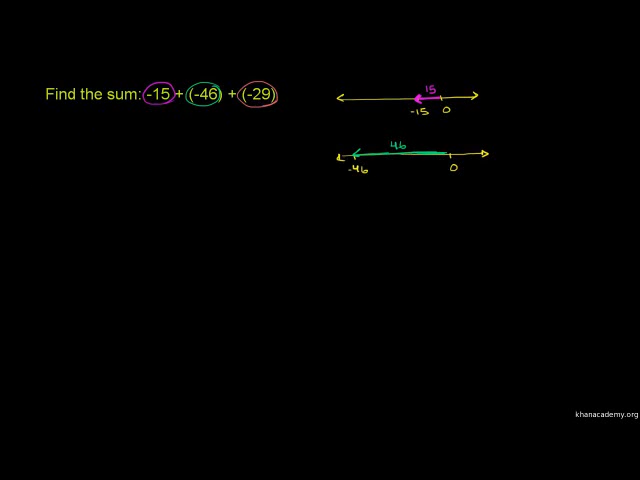 Find the sum: -15 + (-46) + (-29)
15
-15 0
46
-46 0
khanacademy.org